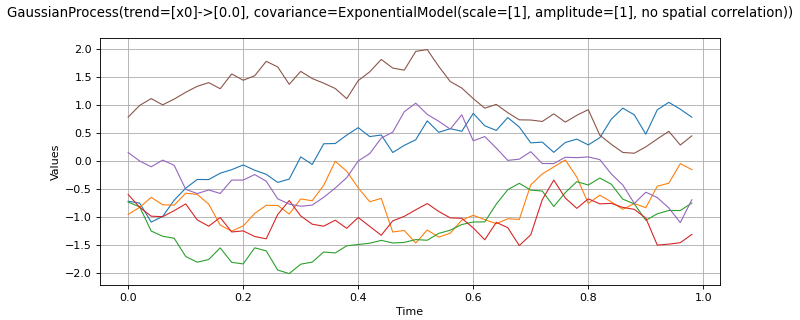 GaussianProcess(trend=[x0]->[0.0], covariance=ExponentialModel(scale=[1], amplitude=[1], no spatial correlation))
2.0
1.5
1.0
0.5
0.0
−0.5
−1.0
−1.5
−2.0
Values
0.0 0.2 0.4 0.6 0.8 1.0
Time